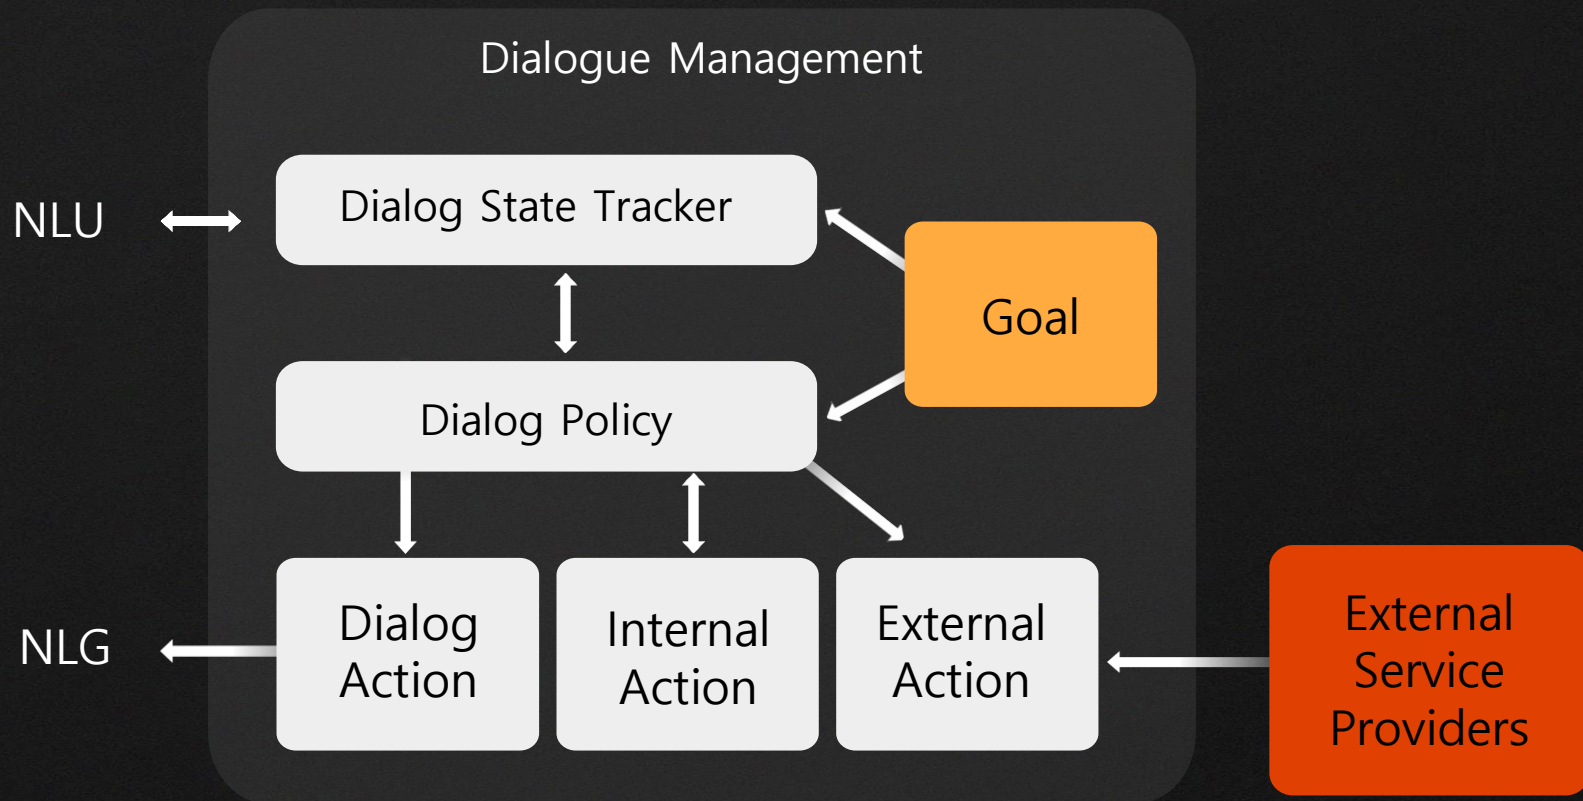 Dialogue Management
NLU
Dialog State Tracker
Goal
Dialog Policy
NLG
Dialog
Action
Internal
Action
External
Action
External
Service
Providers